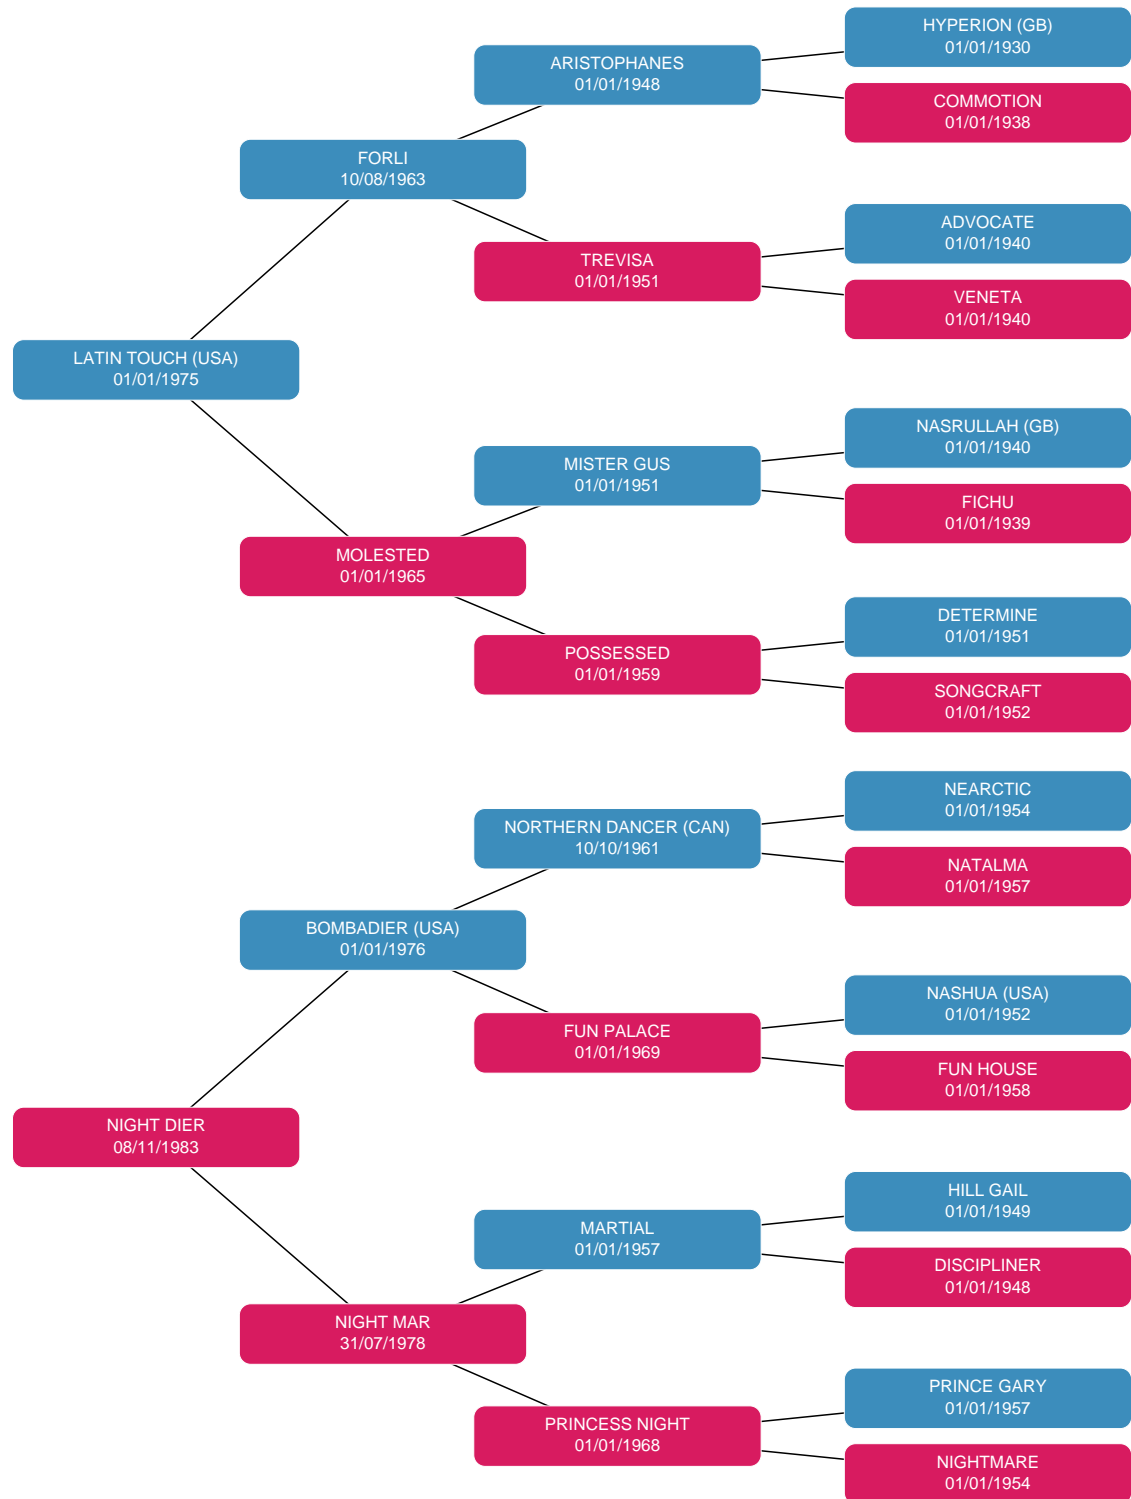 HYPERION (GB)
01/01/1930
ARISTOPHANES
01/01/1948
COMMOTION
01/01/1938
FORLI
10/08/1963
ADVOCATE
01/01/1940
TREVISA
01/01/1951
VENETA
01/01/1940
LATIN TOUCH (USA)
01/01/1975
NASRULLAH (GB)
01/01/1940
MISTER GUS
01/01/1951
FICHU
01/01/1939
MOLESTED
01/01/1965
DETERMINE
01/01/1951
POSSESSED
01/01/1959
SONGCRAFT
01/01/1952
NEARCTIC
01/01/1954
NORTHERN DANCER (CAN)
10/10/1961
NATALMA
01/01/1957
BOMBADIER (USA)
01/01/1976
NASHUA (USA)
01/01/1952
FUN PALACE
01/01/1969
FUN HOUSE
01/01/1958
NIGHT DIER
08/11/1983
HILL GAIL
01/01/1949
MARTIAL
01/01/1957
DISCIPLINER
01/01/1948
NIGHT MAR
31/07/1978
PRINCE GARY
01/01/1957
PRINCESS NIGHT
01/01/1968
NIGHTMARE
01/01/1954